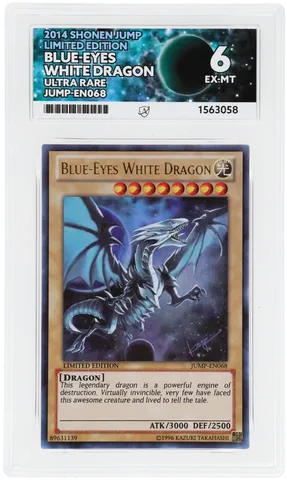 2014 SHONEN JUMP
LIMITED EDITION
BLUE-EYES
WHITE DRAGON
ULTRA RARE
JUMP-EN068
6
EX-MT
1563058
BLUE-EYES WHITE DRAGON
光
LIMITED EDITION
JUMP-EN068
[DRAGON]
This legendary dragon is a powerful engine of
destruction. Virtually invincible, very few have faced
this awesome creature and lived to tell the tale.
ATK/3000 DEF/2500
89631139
©1996 KAZUKI TAKAHASHI